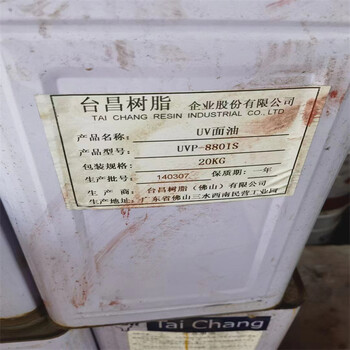 台昌树脂 企业股份有限公司
TAI CHANG RESIN INDUSTRIAL CO.,LTD
产品名称： UV面油
产品型号： UVP-8801S
包装规格： 20KG
生产批号： 140307 保质期： 一年
生 产 商： 台昌树脂（佛山）有限公司
生产地址： 广东省佛山三水西南民营工业园
Tai Chang